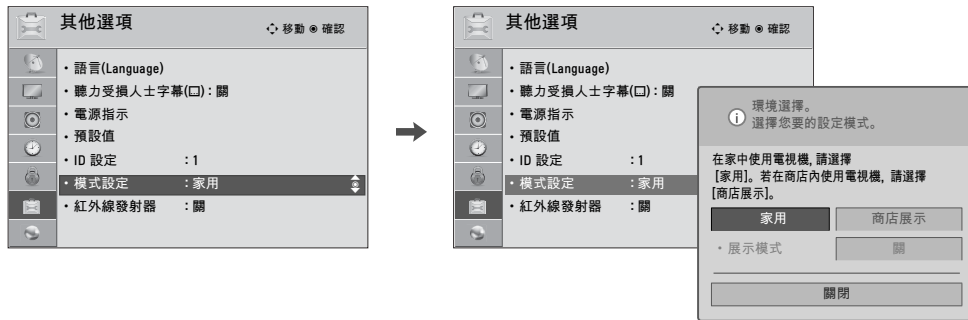 其他選項
移動 ◉ 確認
• 語言(Language)
• 聽力受損人士字幕(☐) : 關
• 電源指示
• 預設值
• ID 設定 : 1
• 模式設定 : 家用
• 紅外線發射器 : 關
其他選項
移動 ◉ 確認
• 語言(Language)
• 聽力受損人士字幕(☐) : 關
• 電源指示
• 預設值
• ID 設定 : 1
• 模式設定 : 家用
• 紅外線發射器 : 關
環境選擇。
選擇您要的設定模式。
在家中使用電視機, 請選擇
[家用]。若在商店內使用電視機, 請選擇
[商店展示]。
家用 商店展示
• 展示模式 關
關閉